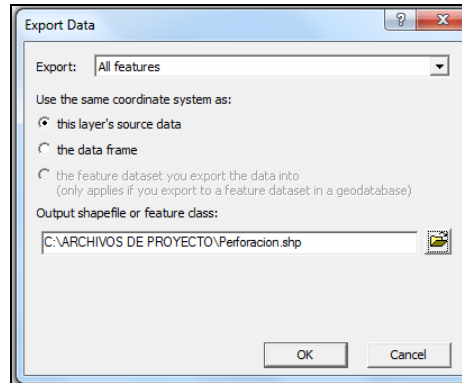 Export Data
Export: All features
Use the same coordinate system as:
this layer's source data
the data frame
the feature dataset you export the data into
(only applies if you export to a feature dataset in a geodatabase)
Output shapefile or feature class:
C:\ARCHIVOS DE PROYECTO\Perforacion.shp
OK Cancel